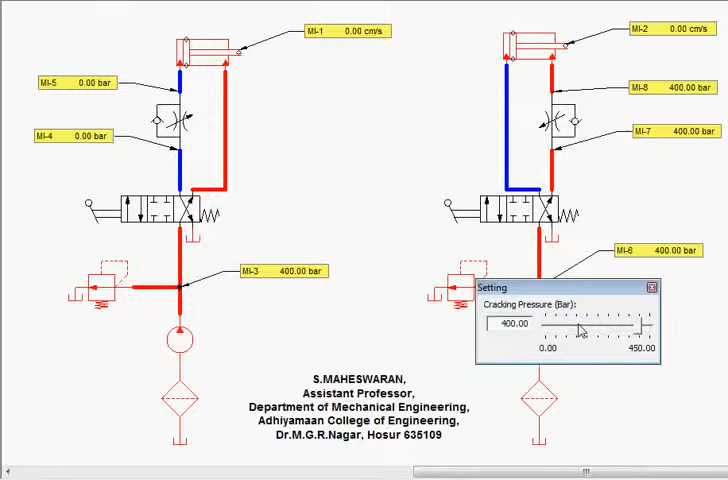 MI-1 0.00 cm/s
MI-2 0.00 cm/s
MI-5 0.00 bar
MI-8 400.00 bar
MI-4 0.00 bar
MI-7 400.00 bar
MI-3 400.00 bar
MI-6 400.00 bar
Setting
Cracking Pressure (Bar):
400.00
0.00 450.00
S.MAHESWARAN,
Assistant Professor,
Department of Mechanical Engineering,
Adhiyamaan College of Engineering,
Dr.M.G.R.Nagar, Hosur 635109